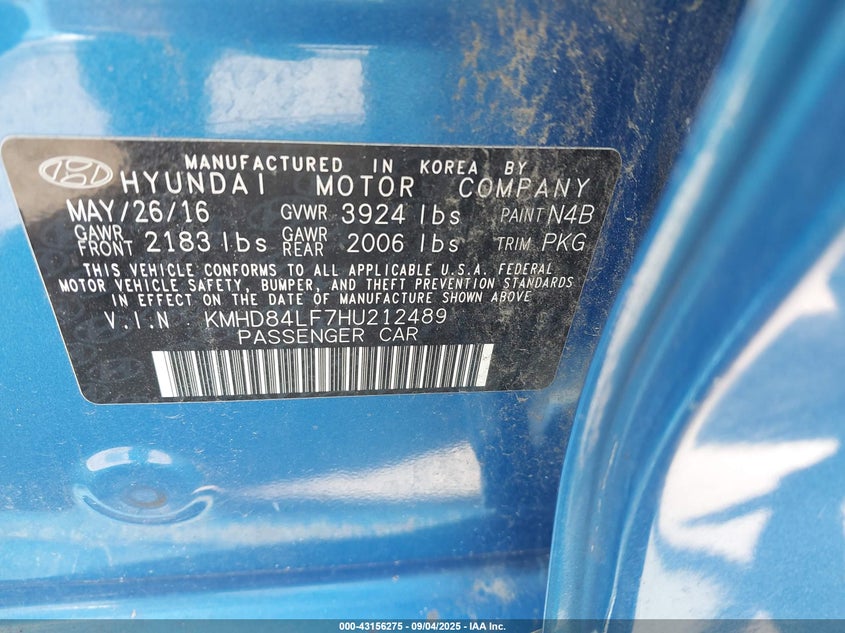 MANUFACTURED IN KOREA BY
HYUNDAI MOTOR COMPANY
MAY/26/16 GVWR 3924 lbs PAINT N4B
GAWR FRONT 2183 lbs GAWR REAR 2006 lbs TRIM PKG
THIS VEHICLE CONFORMS TO ALL APPLICABLE U.S.A. FEDERAL
MOTOR VEHICLE SAFETY, BUMPER, AND THEFT PREVENTION STANDARDS
IN EFFECT ON THE DATE OF MANUFACTURE SHOWN ABOVE
V.I.N KMHD84LF7HU212489
PASSENGER CAR
000-43156275 - 09/04/2025 - IAA Inc.